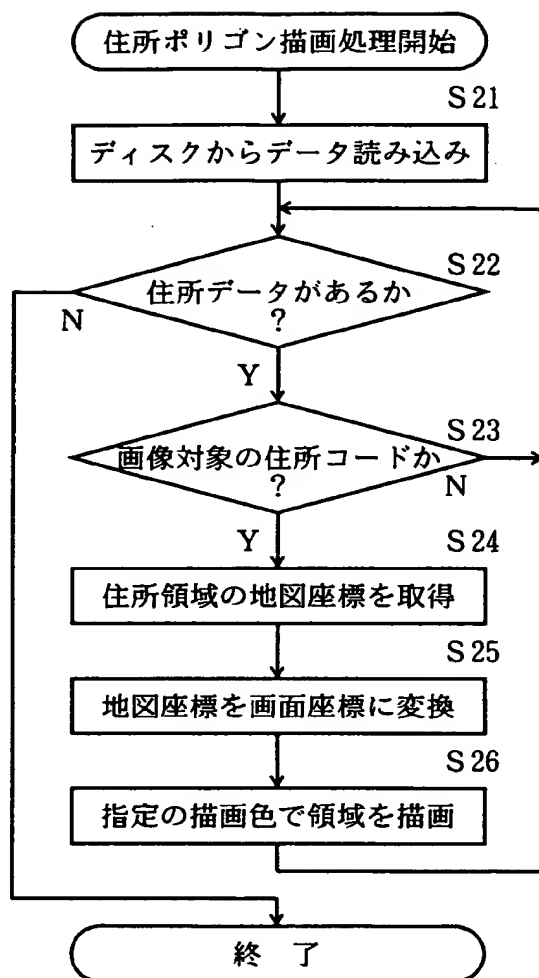 住所ポリゴン描画処理開始
S21
ディスクからデータ読み込み
S22
住所データがあるか
?
N
Y
S23
画像対象の住所コードか
?
N
Y
S24
住所領域の地図座標を取得
S25
地図座標を画面座標に変換
S26
指定の描画色で領域を描画
終 了